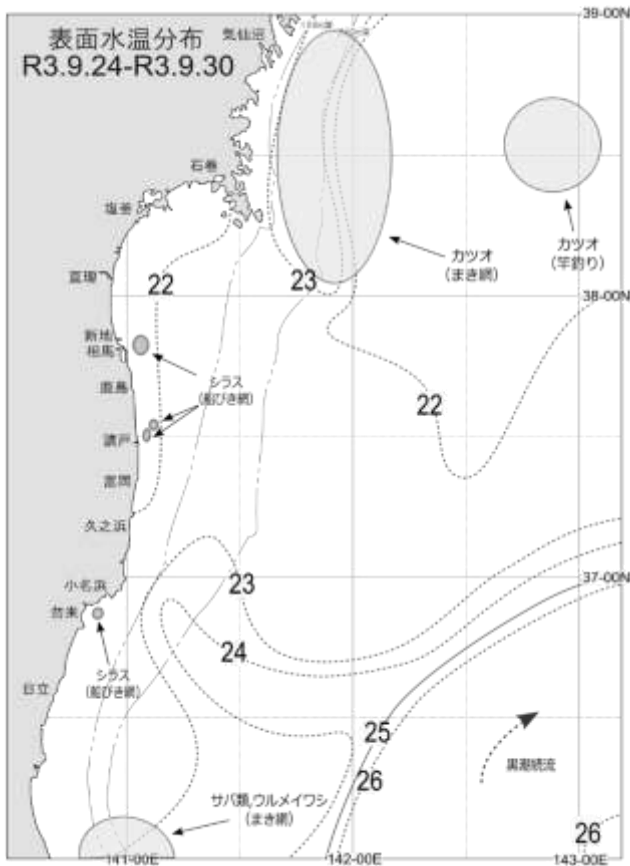 表面水温分布
R3.9.24-R3.9.30
気仙沼
39-00N
石巻
塩釜
カツオ
(まき網)
カツオ
(竿釣り)
亘理
22
23
38-00N
新地
相馬
シラス
(船びき網)
鹿島
22
請戸
富岡
久之浜
小名浜
23
37-00N
勿来
24
シラス
(船びき網)
日立
25
26
黒潮続流
サバ類,ウルメイワシ
(まき網)
26
141-00E
142-00E
143-00E